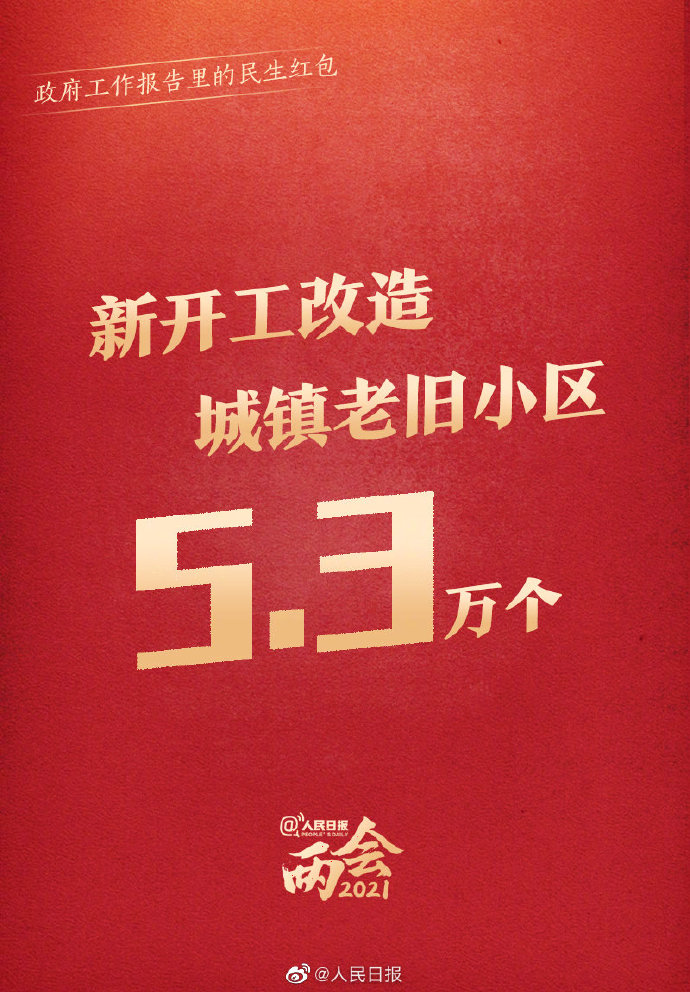 政府工作报告里的民生红包
新开工改造
城镇老旧小区
5.3万个
@人民日报
PEOPLE'S DAILY
两会
2021
@人民日报